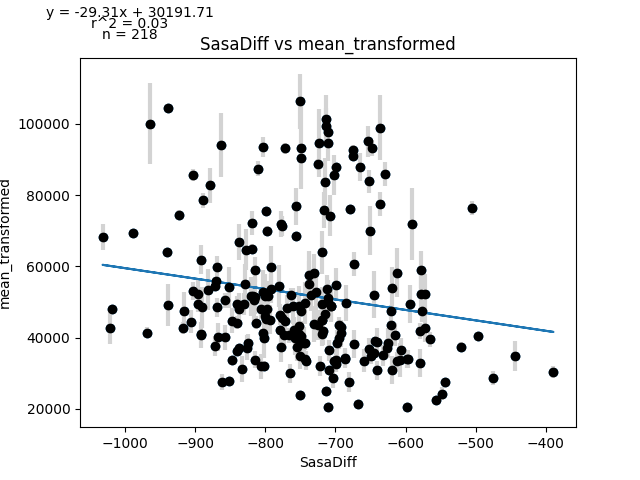 y = -29.31x + 30191.71
r^2 = 0.03
n = 218
SasaDiff vs mean_transformed
mean_transformed
100000
80000
60000
40000
20000
−1000
−900
−800
−700
−600
−500
−400
SasaDiff